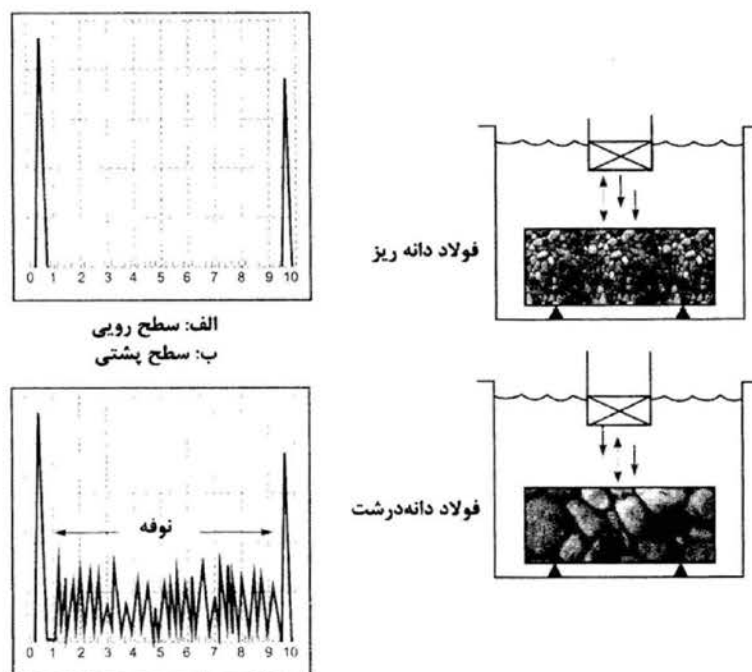 0 1 2 3 4 5 6 7 8 9 10
الف: سطح رویی
ب: سطح پشتی
نوفه
0 1 2 3 4 5 6 7 8 9 10
فولاد دانه ریز
فولاد دانه‌درشت